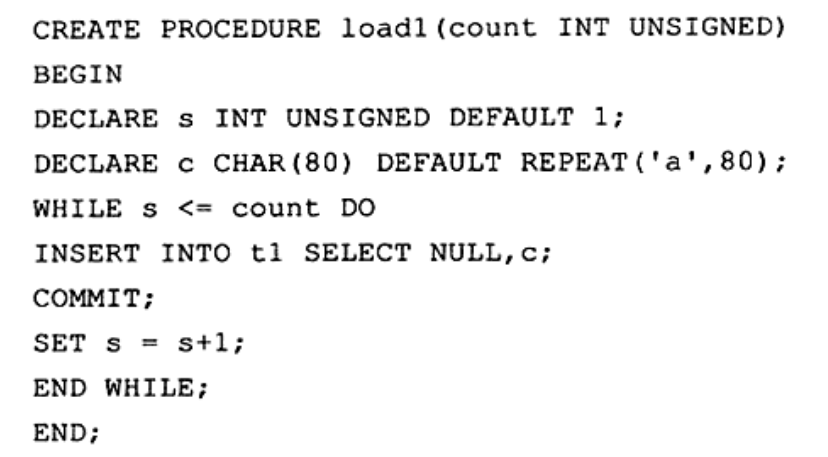 CREATE PROCEDURE load1(count INT UNSIGNED)
BEGIN
DECLARE s INT UNSIGNED DEFAULT 1;
DECLARE c CHAR(80) DEFAULT REPEAT('a',80);
WHILE s <= count DO
INSERT INTO t1 SELECT NULL,c;
COMMIT;
SET s = s+1;
END WHILE;
END;